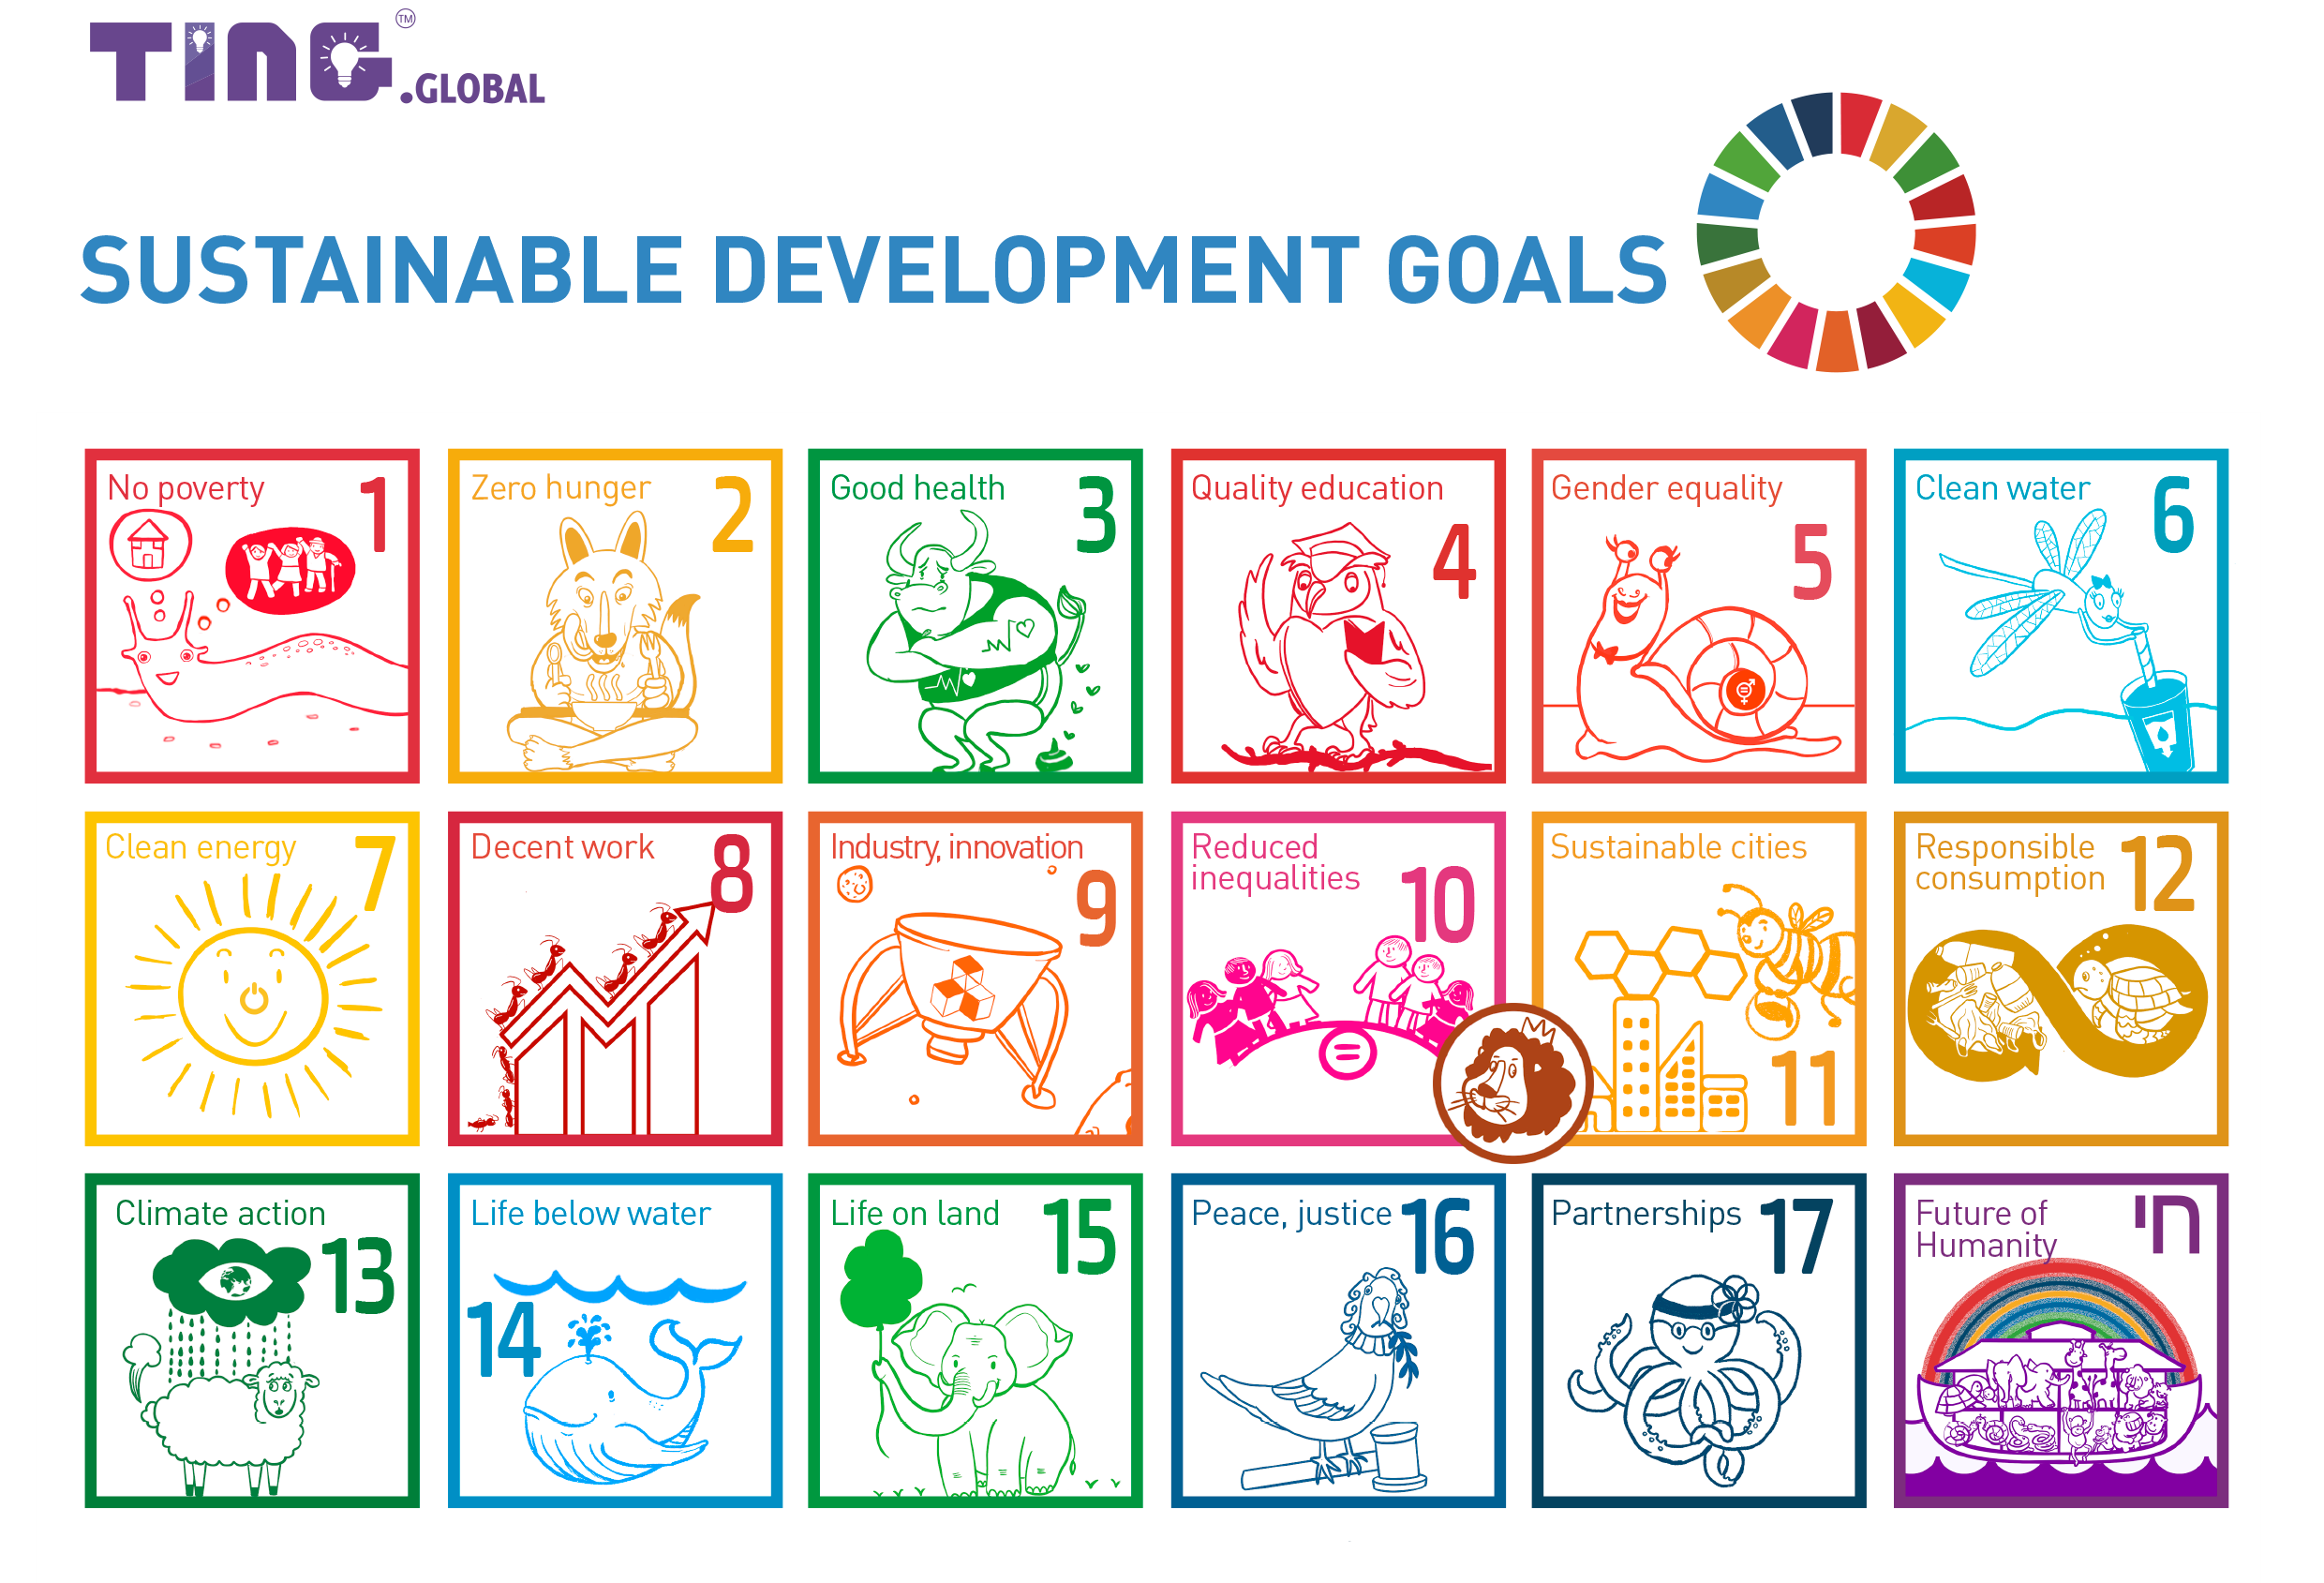 TING™.GLOBAL
SUSTAINABLE DEVELOPMENT GOALS
No poverty 1
Zero hunger 2
Good health 3
Quality education 4
Gender equality 5
Clean water 6
Clean energy 7
Decent work 8
Industry, innovation 9
Reduced
inequalities 10
Sustainable cities 11
Responsible
consumption 12
Climate action 13
Life below water 14
Life on land 15
Peace, justice 16
Partnerships 17
Future of
Humanity חי